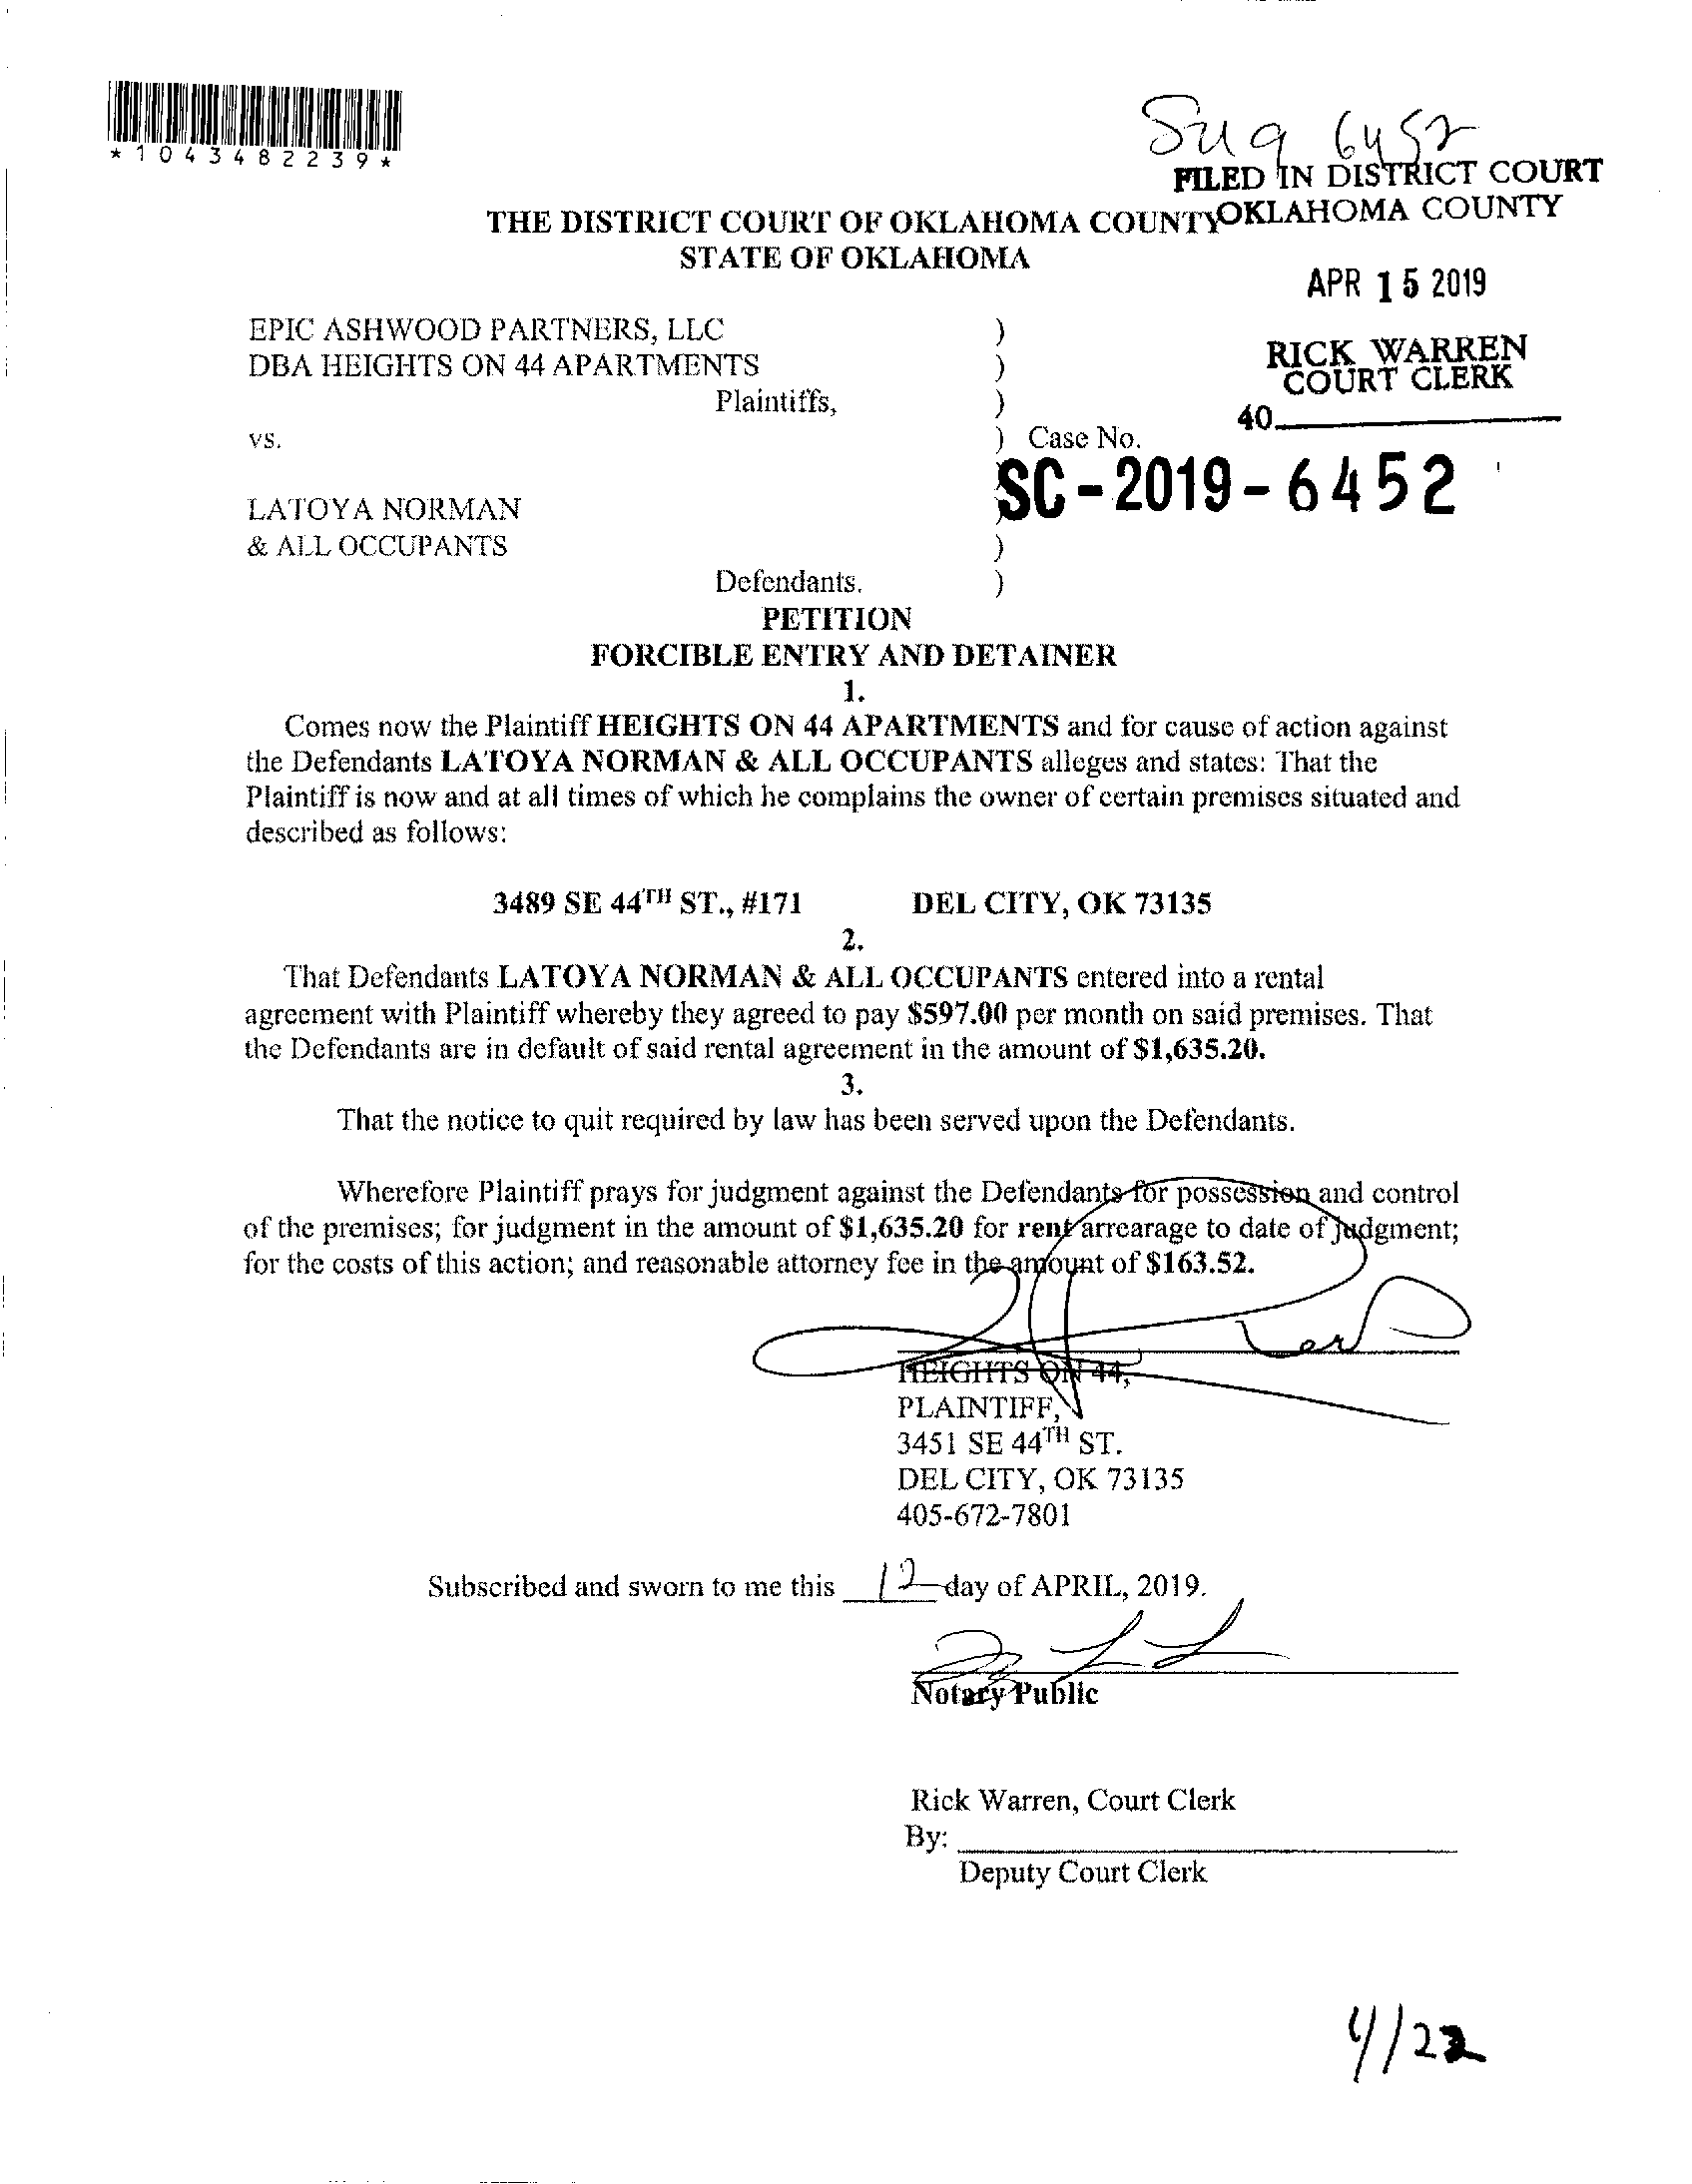 *1043482239*
6452
FILED IN DISTRICT COURT
OKLAHOMA COUNTY
THE DISTRICT COURT OF OKLAHOMA COUNTY
STATE OF OKLAHOMA
APR 15 2019
EPIC ASHWOOD PARTNERS, LLC )
DBA HEIGHTS ON 44 APARTMENTS )
RICK WARREN
COURT CLERK
Plaintiffs, )
40
vs. ) Case No.
SC-2019-6452
LATOYA NORMAN )
& ALL OCCUPANTS )
Defendants. )
PETITION
FORCIBLE ENTRY AND DETAINER
1.
Comes now the Plaintiff HEIGHTS ON 44 APARTMENTS and for cause of action against
the Defendants LATOYA NORMAN & ALL OCCUPANTS alleges and states: That the
Plaintiff is now and at all times of which he complains the owner of certain premises situated and
described as follows:
3489 SE 44TH ST., #171 DEL CITY, OK 73135
2.
That Defendants LATOYA NORMAN & ALL OCCUPANTS entered into a rental
agreement with Plaintiff whereby they agreed to pay $597.00 per month on said premises. That
the Defendants are in default of said rental agreement in the amount of $1,635.20.
3.
That the notice to quit required by law has been served upon the Defendants.
Wherefore Plaintiff prays for judgment against the Defendants for possession and control
of the premises; for judgment in the amount of $1,635.20 for rent arrearage to date of judgment;
for the costs of this action; and reasonable attorney fee in the amount of $163.52.
HEIGHTS ON 44,
PLAINTIFF,
3451 SE 44TH ST.
DEL CITY, OK 73135
405-672-7801
Subscribed and sworn to me this 12 day of APRIL, 2019.
Notary Public
Rick Warren, Court Clerk
By:
Deputy Court Clerk
4/22